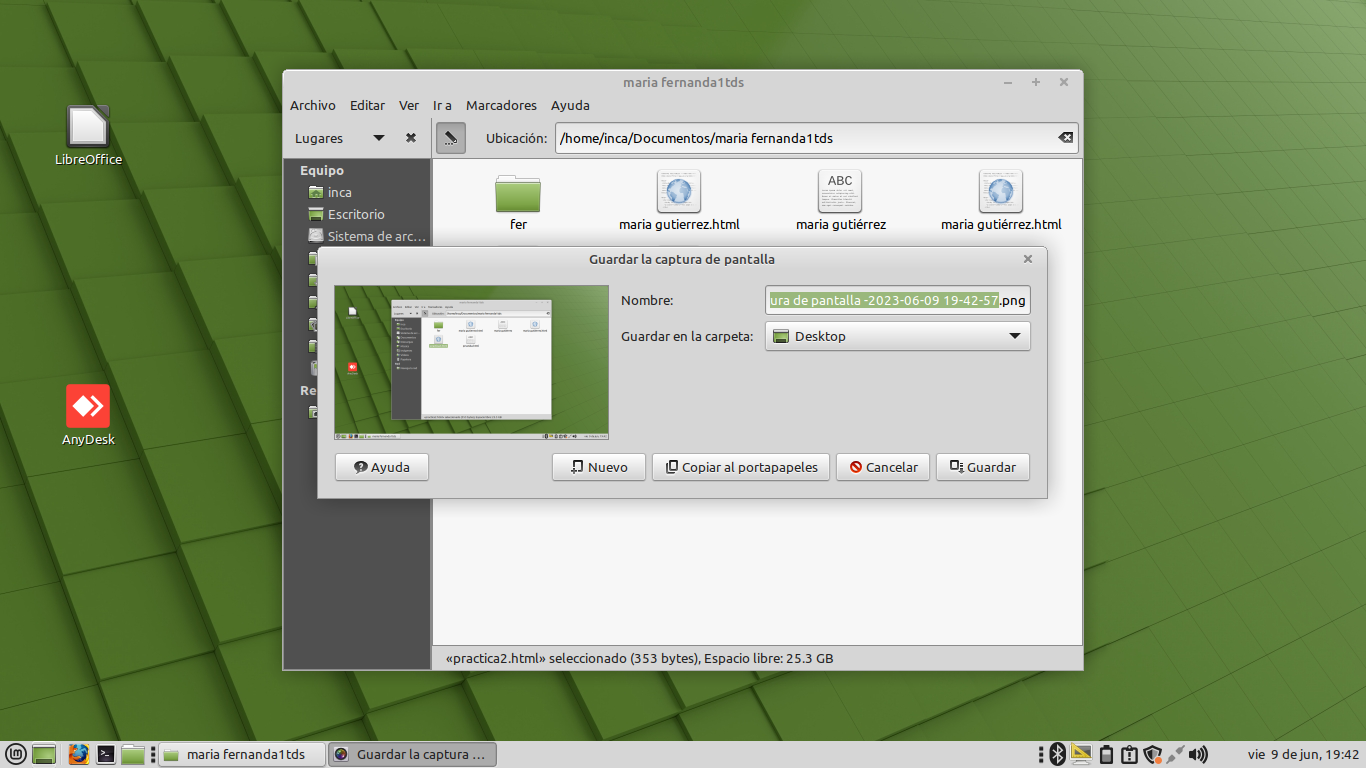 maria fernanda1tds
Archivo Editar Ver Ir a Marcadores Ayuda
Lugares
Ubicación: /home/inca/Documentos/maria fernanda1tds
Equipo
inca
Escritorio
Sistema de arc...
Re
fer
maria gutierrez.html
ABC
maria gutiérrez
maria gutiérrez.html
LibreOffice
AnyDesk
Guardar la captura de pantalla
Nombre: ura de pantalla -2023-06-09 19-42-57.png
Guardar en la carpeta: Desktop
Ayuda Nuevo Copiar al portapapeles Cancelar Guardar
«practica2.html» seleccionado (353 bytes), Espacio libre: 25.3 GB
maria fernanda1tds
Guardar la captura ...
vie 9 de jun, 19:42